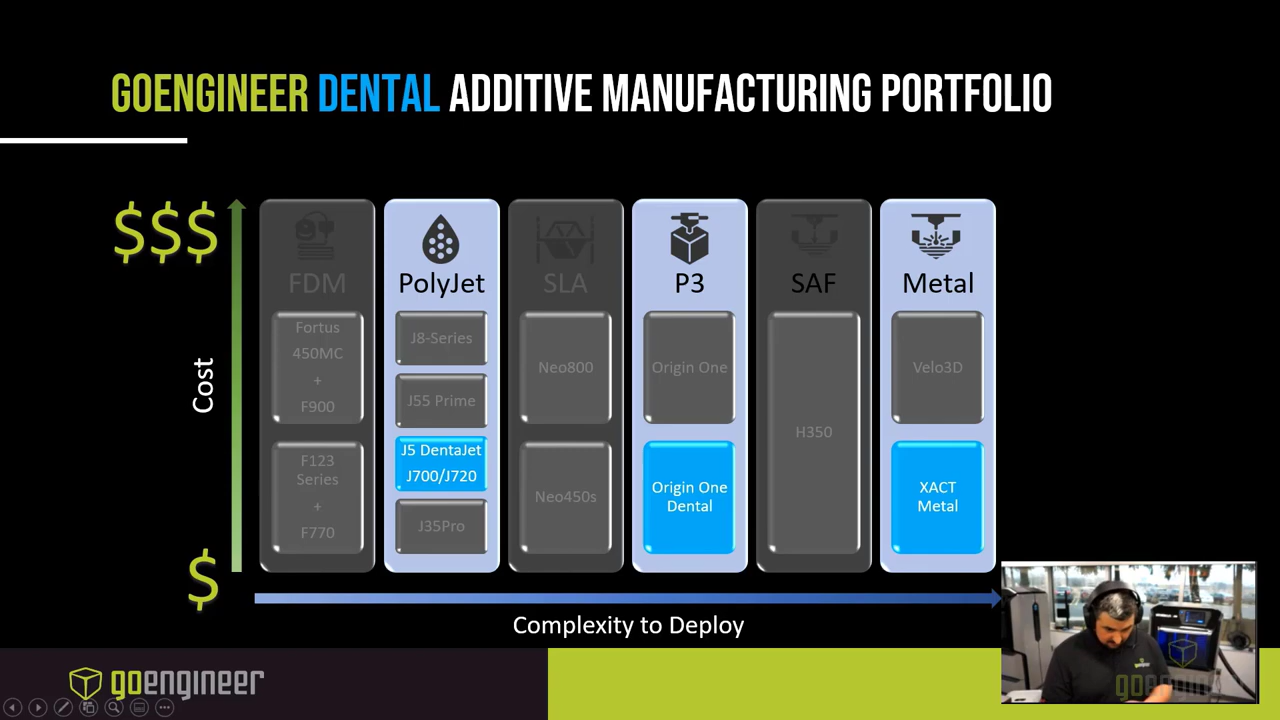 GOENGINEER DENTAL ADDITIVE MANUFACTURING PORTFOLIO
$$$
Cost
$
FDM
Fortus
450MC
+
F900
F123
Series
+
F770
PolyJet
J8-Series
J55 Prime
J5 DentaJet
J700/J720
J35Pro
SLA
Neo800
Neo450s
P3
Origin One
Origin One
Dental
SAF
H350
Metal
Velo3D
XACT
Metal
Complexity to Deploy
goengineer
goengineer